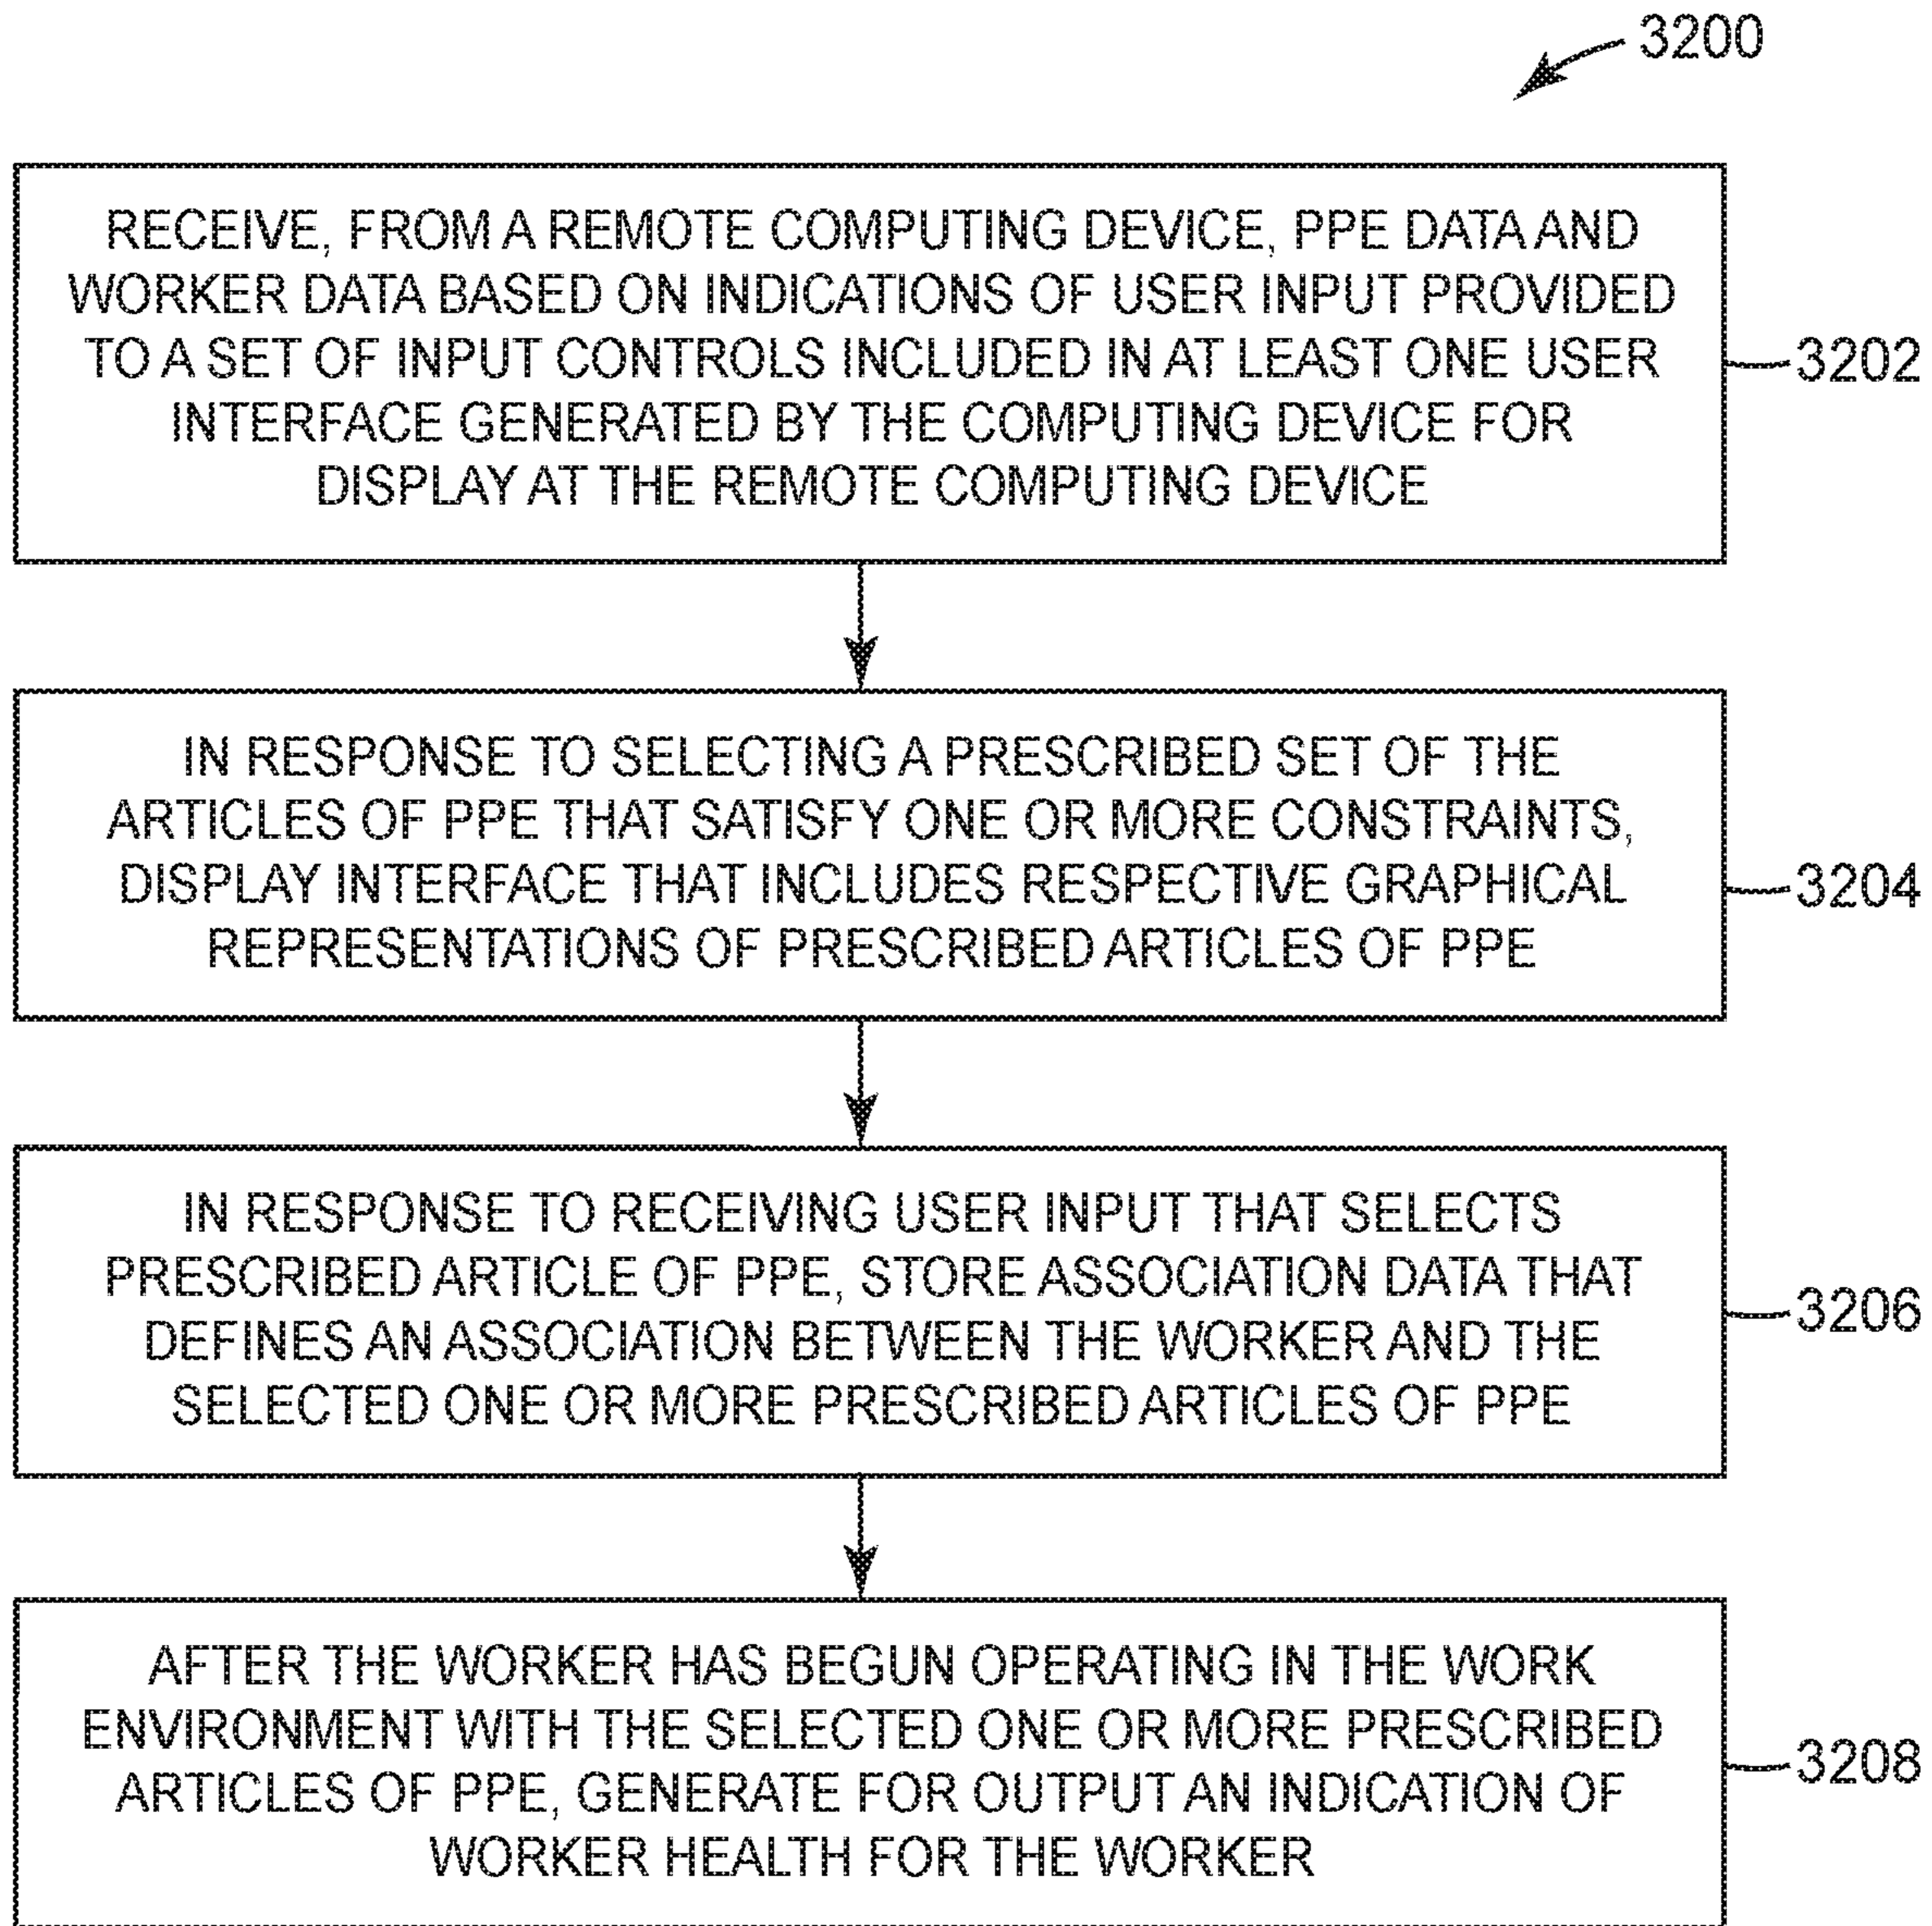 3200
RECEIVE, FROM A REMOTE COMPUTING DEVICE, PPE DATA AND
WORKER DATA BASED ON INDICATIONS OF USER INPUT PROVIDED
TO A SET OF INPUT CONTROLS INCLUDED IN AT LEAST ONE USER
INTERFACE GENERATED BY THE COMPUTING DEVICE FOR
DISPLAY AT THE REMOTE COMPUTING DEVICE
3202
IN RESPONSE TO SELECTING A PRESCRIBED SET OF THE
ARTICLES OF PPE THAT SATISFY ONE OR MORE CONSTRAINTS,
DISPLAY INTERFACE THAT INCLUDES RESPECTIVE GRAPHICAL
REPRESENTATIONS OF PRESCRIBED ARTICLES OF PPE
3204
IN RESPONSE TO RECEIVING USER INPUT THAT SELECTS
PRESCRIBED ARTICLE OF PPE, STORE ASSOCIATION DATA THAT
DEFINES AN ASSOCIATION BETWEEN THE WORKER AND THE
SELECTED ONE OR MORE PRESCRIBED ARTICLES OF PPE
3206
AFTER THE WORKER HAS BEGUN OPERATING IN THE WORK
ENVIRONMENT WITH THE SELECTED ONE OR MORE PRESCRIBED
ARTICLES OF PPE, GENERATE FOR OUTPUT AN INDICATION OF
WORKER HEALTH FOR THE WORKER
3208